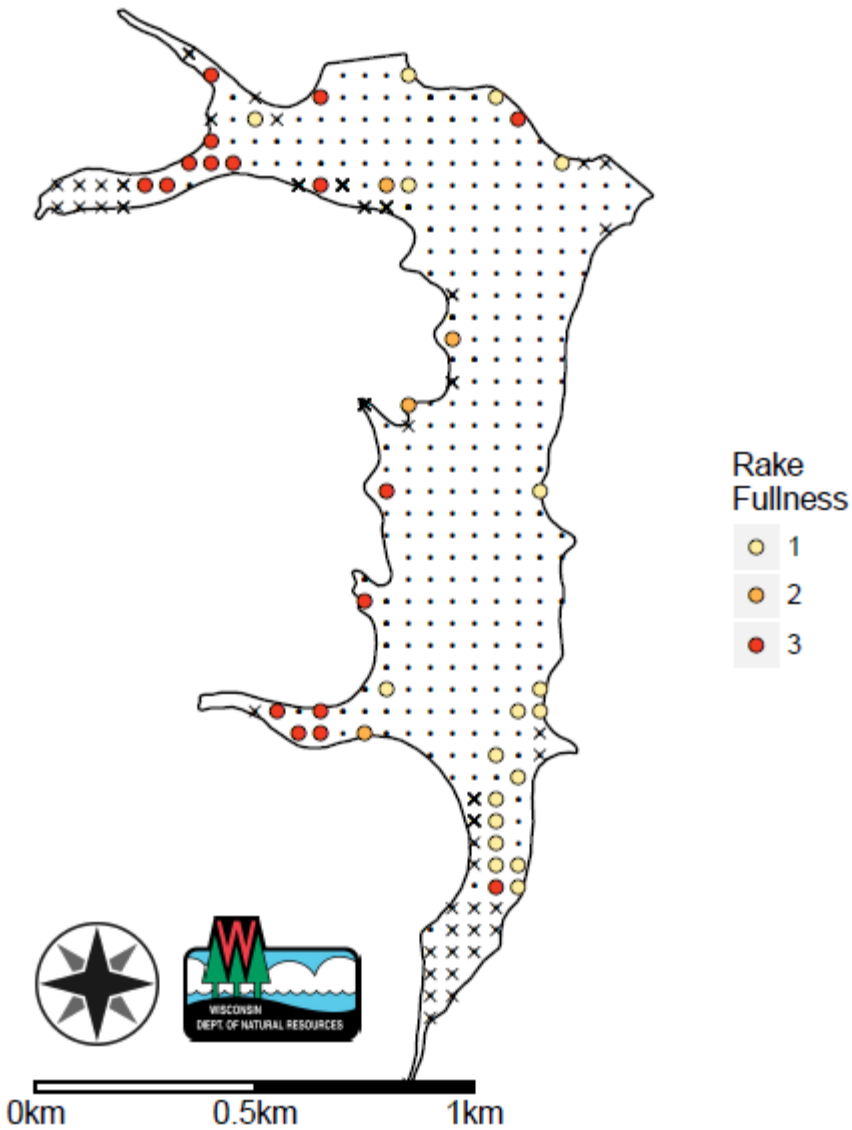 Rake
Fullness
1
2
3
W
WISCONSIN
DEPT. OF NATURAL RESOURCES
0km
0.5km
1km